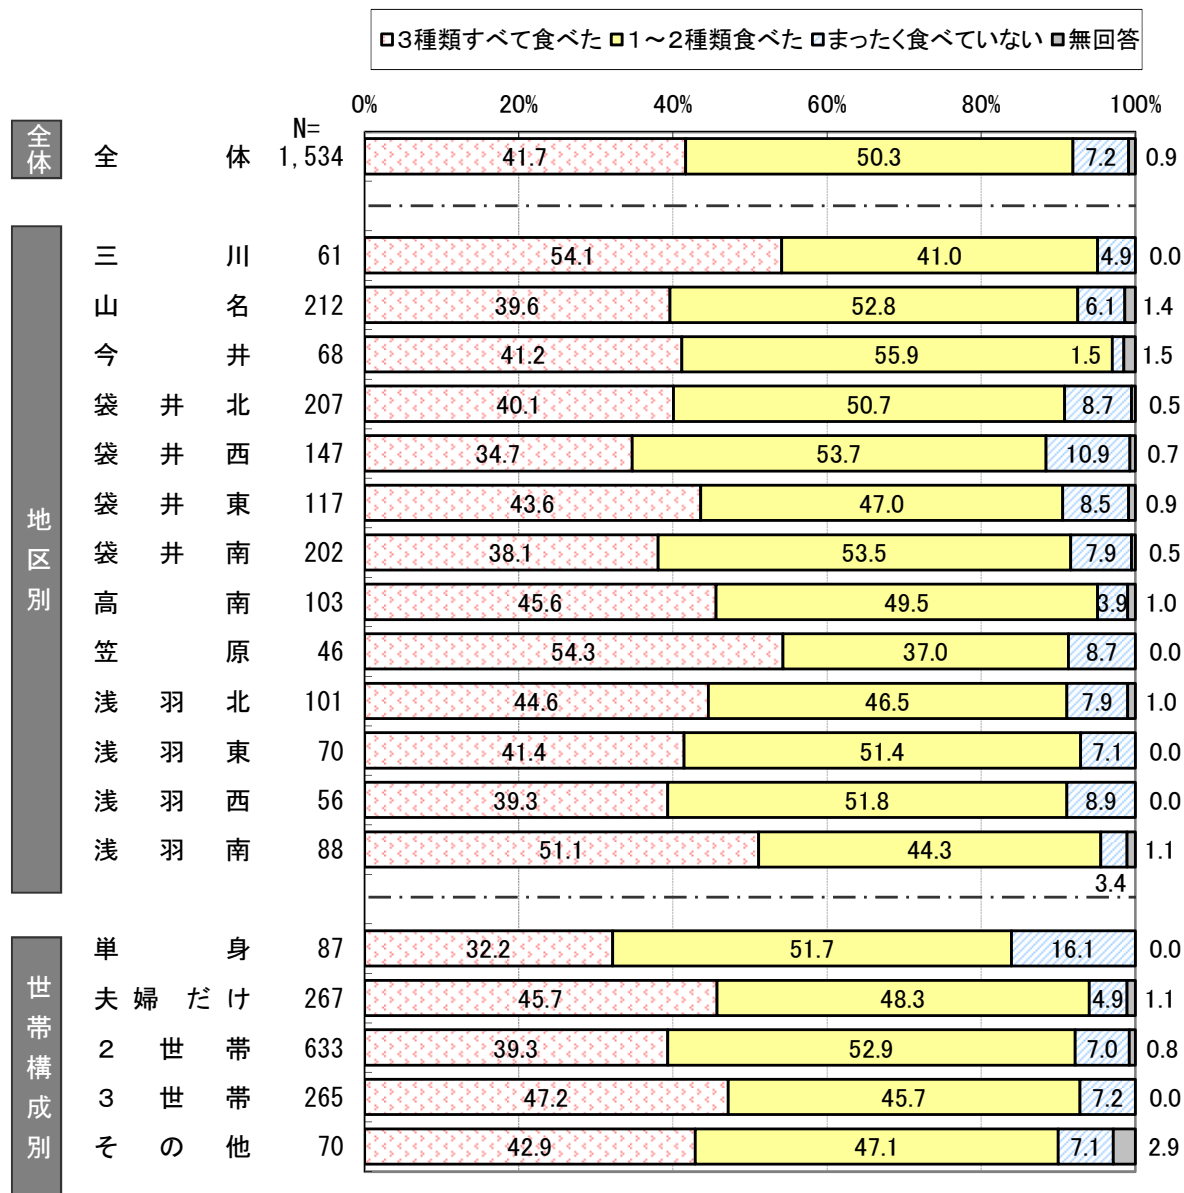 ３種類すべて食べた １～２種類食べた まったく食べていない 無回答
0% 20% 40% 60% 80% 100%
N=
全体
全体 1,534 41.7 50.3 7.2 0.9
地区別
三川 61 54.1 41.0 4.9 0.0
山名 212 39.6 52.8 6.1 1.4
今井 68 41.2 55.9 1.5 1.5
袋井北 207 40.1 50.7 8.7 0.5
袋井西 147 34.7 53.7 10.9 0.7
袋井東 117 43.6 47.0 8.5 0.9
袋井南 202 38.1 53.5 7.9 0.5
高南 103 45.6 49.5 3.9 1.0
笠原 46 54.3 37.0 8.7 0.0
浅羽北 101 44.6 46.5 7.9 1.0
浅羽東 70 41.4 51.4 7.1 0.0
浅羽西 56 39.3 51.8 8.9 0.0
浅羽南 88 51.1 44.3 3.4 1.1
世帯構成別
単身 87 32.2 51.7 16.1 0.0
夫婦だけ 267 45.7 48.3 4.9 1.1
２世帯 633 39.3 52.9 7.0 0.8
３世帯 265 47.2 45.7 7.2 0.0
その他 70 42.9 47.1 7.1 2.9